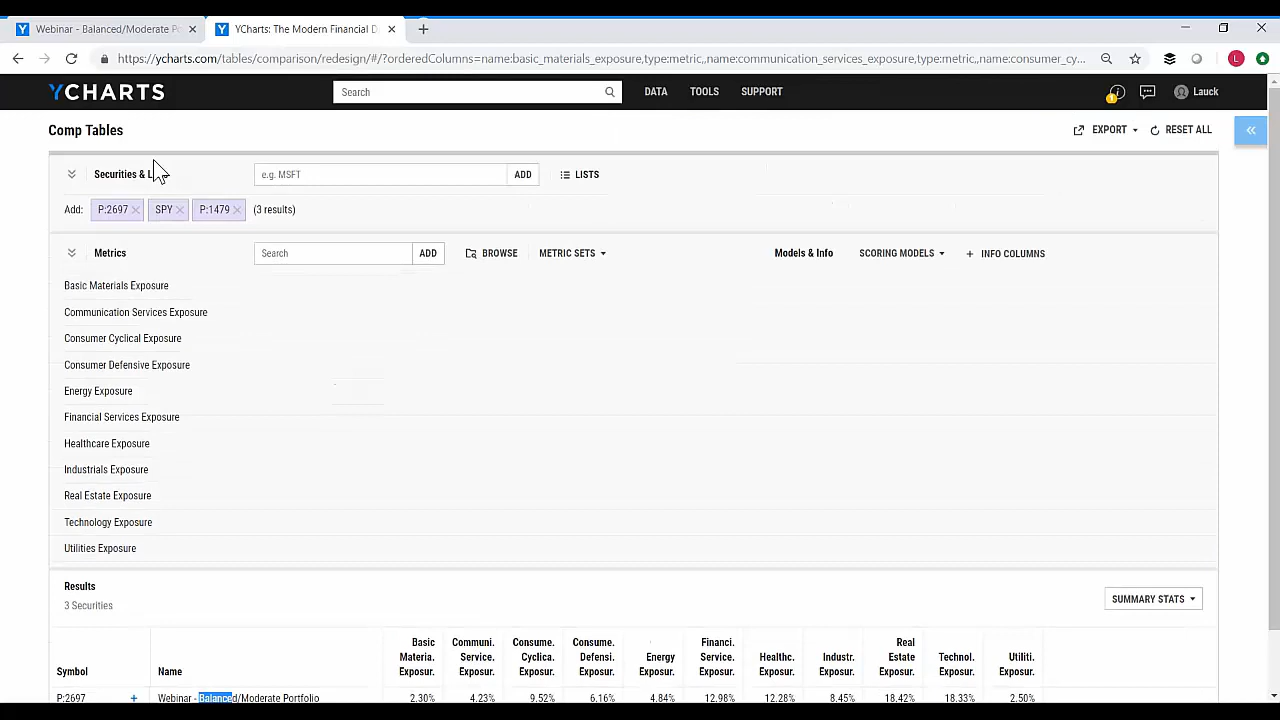 Webinar - Balanced/Moderate P
YCharts: The Modern Financial D
https://ycharts.com/tables/comparison/redesign/#/?orderedColumns=name:basic_materials_exposure,type:metric,,name:communication_services_exposure,type:metric,,name:consumer_cy...
L
YCHARTS
Search
DATA
TOOLS
SUPPORT
1
Lauck
Comp Tables
EXPORT
RESET ALL
Securities & L
e.g. MSFT
ADD
LISTS
Add: P:2697 SPY P:1479 (3 results)
Metrics
Search
ADD
BROWSE
METRIC SETS
Models & Info
SCORING MODELS
+ INFO COLUMNS
Basic Materials Exposure
Communication Services Exposure
Consumer Cyclical Exposure
Consumer Defensive Exposure
Energy Exposure
Financial Services Exposure
Healthcare Exposure
Industrials Exposure
Real Estate Exposure
Technology Exposure
Utilities Exposure
Results
3 Securities
SUMMARY STATS
Symbol
Name
Basic Materia. Exposur.
Communi. Service. Exposur.
Consume. Cyclica. Exposur.
Consume. Defensi. Exposur.
Energy Exposur.
Financi. Service. Exposur.
Healthc. Exposur.
Industr. Exposur.
Real Estate Exposur.
Technol. Exposur.
Utiliti. Exposur.
P:2697 + Webinar - Balanced/Moderate Portfolio 2.30% 4.23% 9.52% 6.16% 4.84% 12.98% 12.28% 8.45% 18.42% 18.33% 2.50%